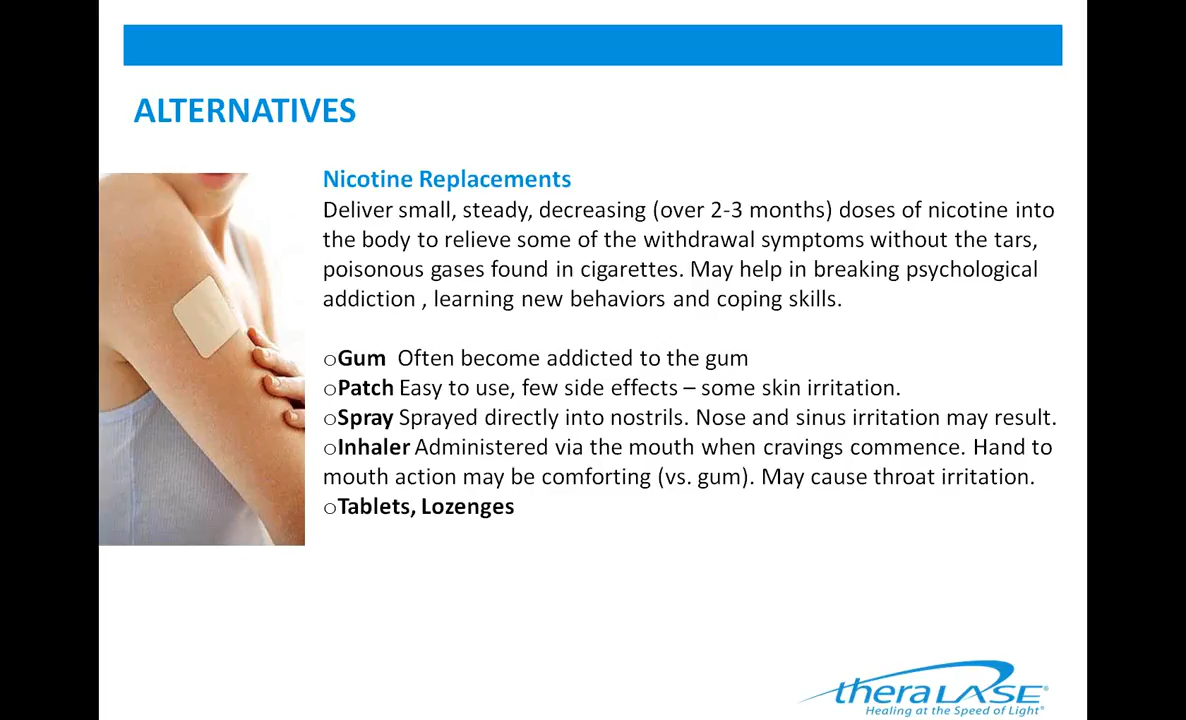 ALTERNATIVES
Nicotine Replacements
Deliver small, steady, decreasing (over 2-3 months) doses of nicotine into
the body to relieve some of the withdrawal symptoms without the tars,
poisonous gases found in cigarettes. May help in breaking psychological
addiction , learning new behaviors and coping skills.
○Gum  Often become addicted to the gum
○Patch Easy to use, few side effects – some skin irritation.
○Spray Sprayed directly into nostrils. Nose and sinus irritation may result.
○Inhaler Administered via the mouth when cravings commence. Hand to
mouth action may be comforting (vs. gum). May cause throat irritation.
○Tablets, Lozenges
theraLASE®
Healing at the Speed of Light®